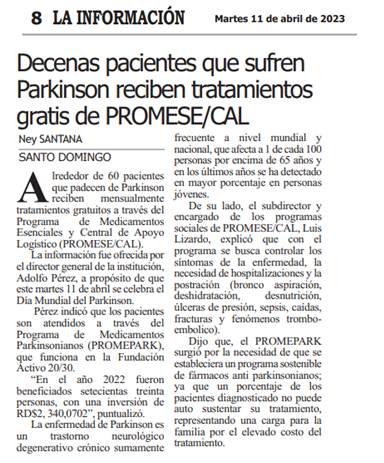 8 LA INFORMACIÓN
Martes 11 de abril de 2023
Decenas pacientes que sufren
Parkinson reciben tratamientos
gratis de PROMESE/CAL
Ney SANTANA
SANTO DOMINGO
Alrededor de 60 pacientes
que padecen de Parkinson
reciben mensualmente
tratamientos gratuitos a través del
Programa de Medicamentos
Esenciales y Central de Apoyo
Logístico (PROMESE/CAL).
La información fue ofrecida por
el director general de la institución,
Adolfo Pérez, a propósito de que
este martes 11 de abril se celebra el
Día Mundial del Parkinson.
Pérez indicó que los pacientes
son atendidos a través del
Programa de Medicamentos
Parkinsonianos (PROMEPARK),
que funciona en la Fundación
Activo 20/30.
“En el año 2022 fueron
beneficiados setecientas treinta
personas, con una inversión de
RD$2, 340,0702”, puntualizó.
La enfermedad de Parkinson es
un trastorno neurológico
degenerativo crónico sumamente
frecuente a nivel mundial y
nacional, que afecta a 1 de cada 100
personas por encima de 65 años y
en los últimos años se ha detectado
en mayor porcentaje en personas
jóvenes.
De su lado, el subdirector y
encargado de los programas
sociales de PROMESE/CAL, Luis
Lizardo, explicó que con el
programa se busca controlar los
síntomas de la enfermedad, la
necesidad de hospitalizaciones y la
postración (bronco aspiración,
deshidratación, desnutrición,
úlceras de presión, sepsis, caídas,
fracturas y fenómenos trombo-
embolico).
Dijo que, el PROMEPARK
surgió por la necesidad de que se
estableciera un programa sostenible
de fármacos anti parkinsonianos;
ya que un porcentaje de los
pacientes diagnosticado no puede
auto sustentar su tratamiento,
representando una carga para la
familia por el elevado costo del
tratamiento.